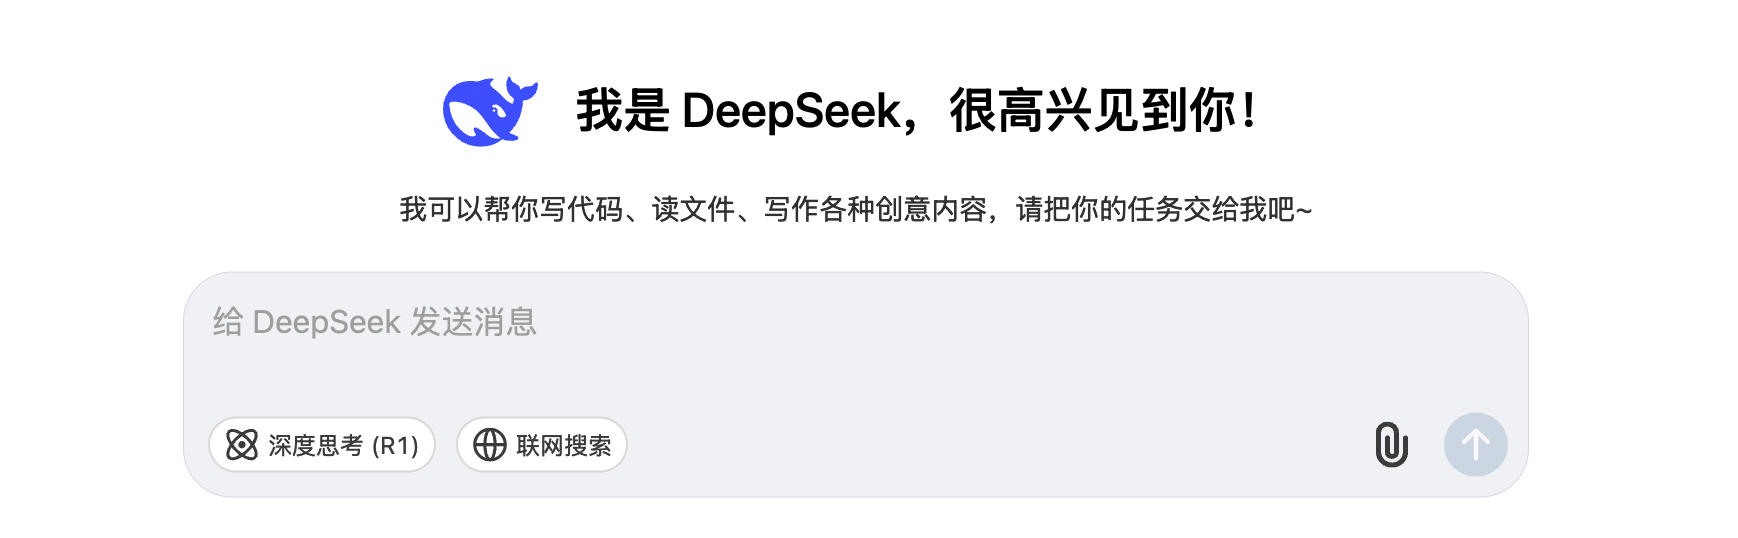 我是 DeepSeek，很高兴见到你！
我可以帮你写代码、读文件、写作各种创意内容，请把你的任务交给我吧~
给 DeepSeek 发送消息
深度思考 (R1) 联网搜索